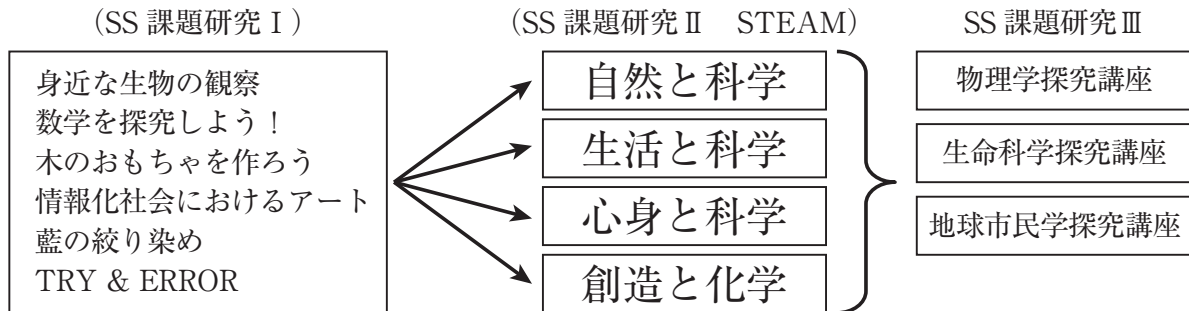 (SS 課題研究Ⅰ)
身近な生物の観察
数学を探究しよう!
木のおもちゃを作ろう
情報化社会におけるアート
藍の絞り染め
TRY & ERROR
(SS 課題研究Ⅱ STEAM)
自然と科学
生活と科学
心身と科学
創造と化学
SS 課題研究Ⅲ
物理学探究講座
生命科学探究講座
地球市民学探究講座